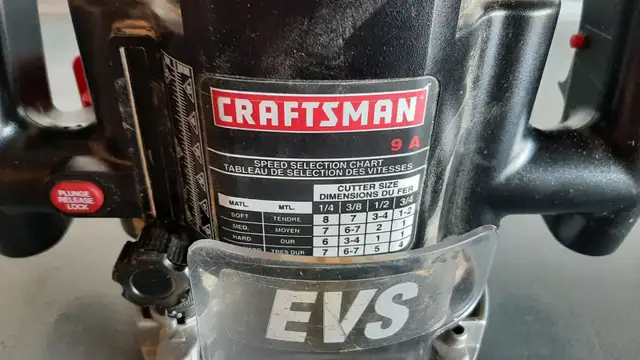 CRAFTSMAN
9 A
SPEED SELECTION CHART
TABLEAU DE SÉLECTION DES VITESSES
CUTTER SIZE
DIMENSIONS DU FER
MATL. MTL. 1/4 3/8 1/2 3/4
SOFT TENDRE 8 7 3-4 1-2
MED. MOYEN 7 6-7 2 1
HARD DUR 6 3-4 1 1
TRÈS DUR 7 6-7 5 4
PLUNGE
RELEASE
LOCK
EVS